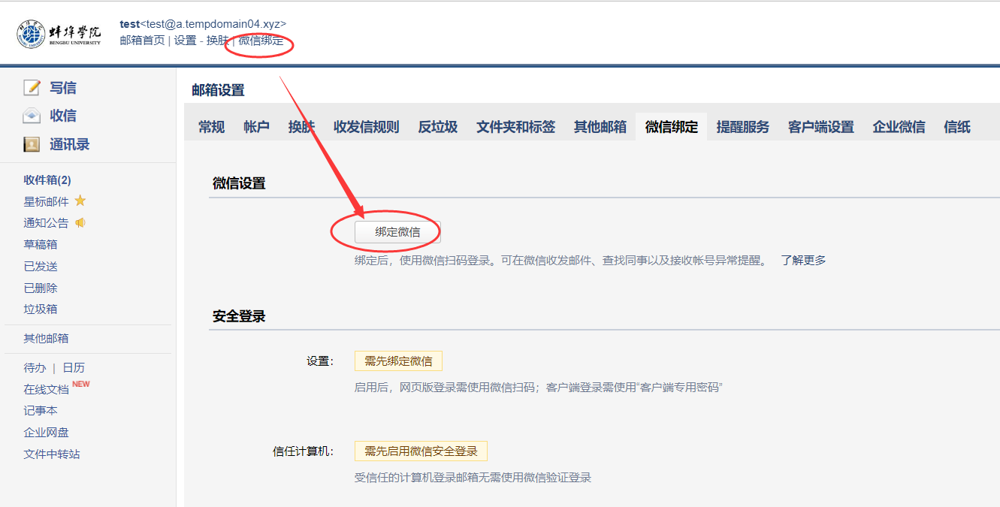 蚌埠学院
BENGBU UNIVERSITY
test<test@a.tempdomain04.xyz>
邮箱首页 | 设置 - 换肤 | 微信绑定
写信
收信
通讯录
收件箱(2)
星标邮件
通知公告
草稿箱
已发送
已删除
垃圾箱
其他邮箱
待办 | 日历
在线文档 NEW
记事本
企业网盘
文件中转站
邮箱设置
常规 帐户 换肤 收发信规则 反垃圾 文件夹和标签 其他邮箱 微信绑定 提醒服务 客户端设置 企业微信 信纸
微信设置
绑定微信
绑定后，使用微信扫码登录。可在微信收发邮件、查找同事以及接收帐号异常提醒。 了解更多
安全登录
设置： 需先绑定微信
启用后，网页版登录需使用微信扫码；客户端登录需使用“客户端专用密码”
信任计算机： 需先启用微信安全登录
受信任的计算机登录邮箱无需使用微信验证登录